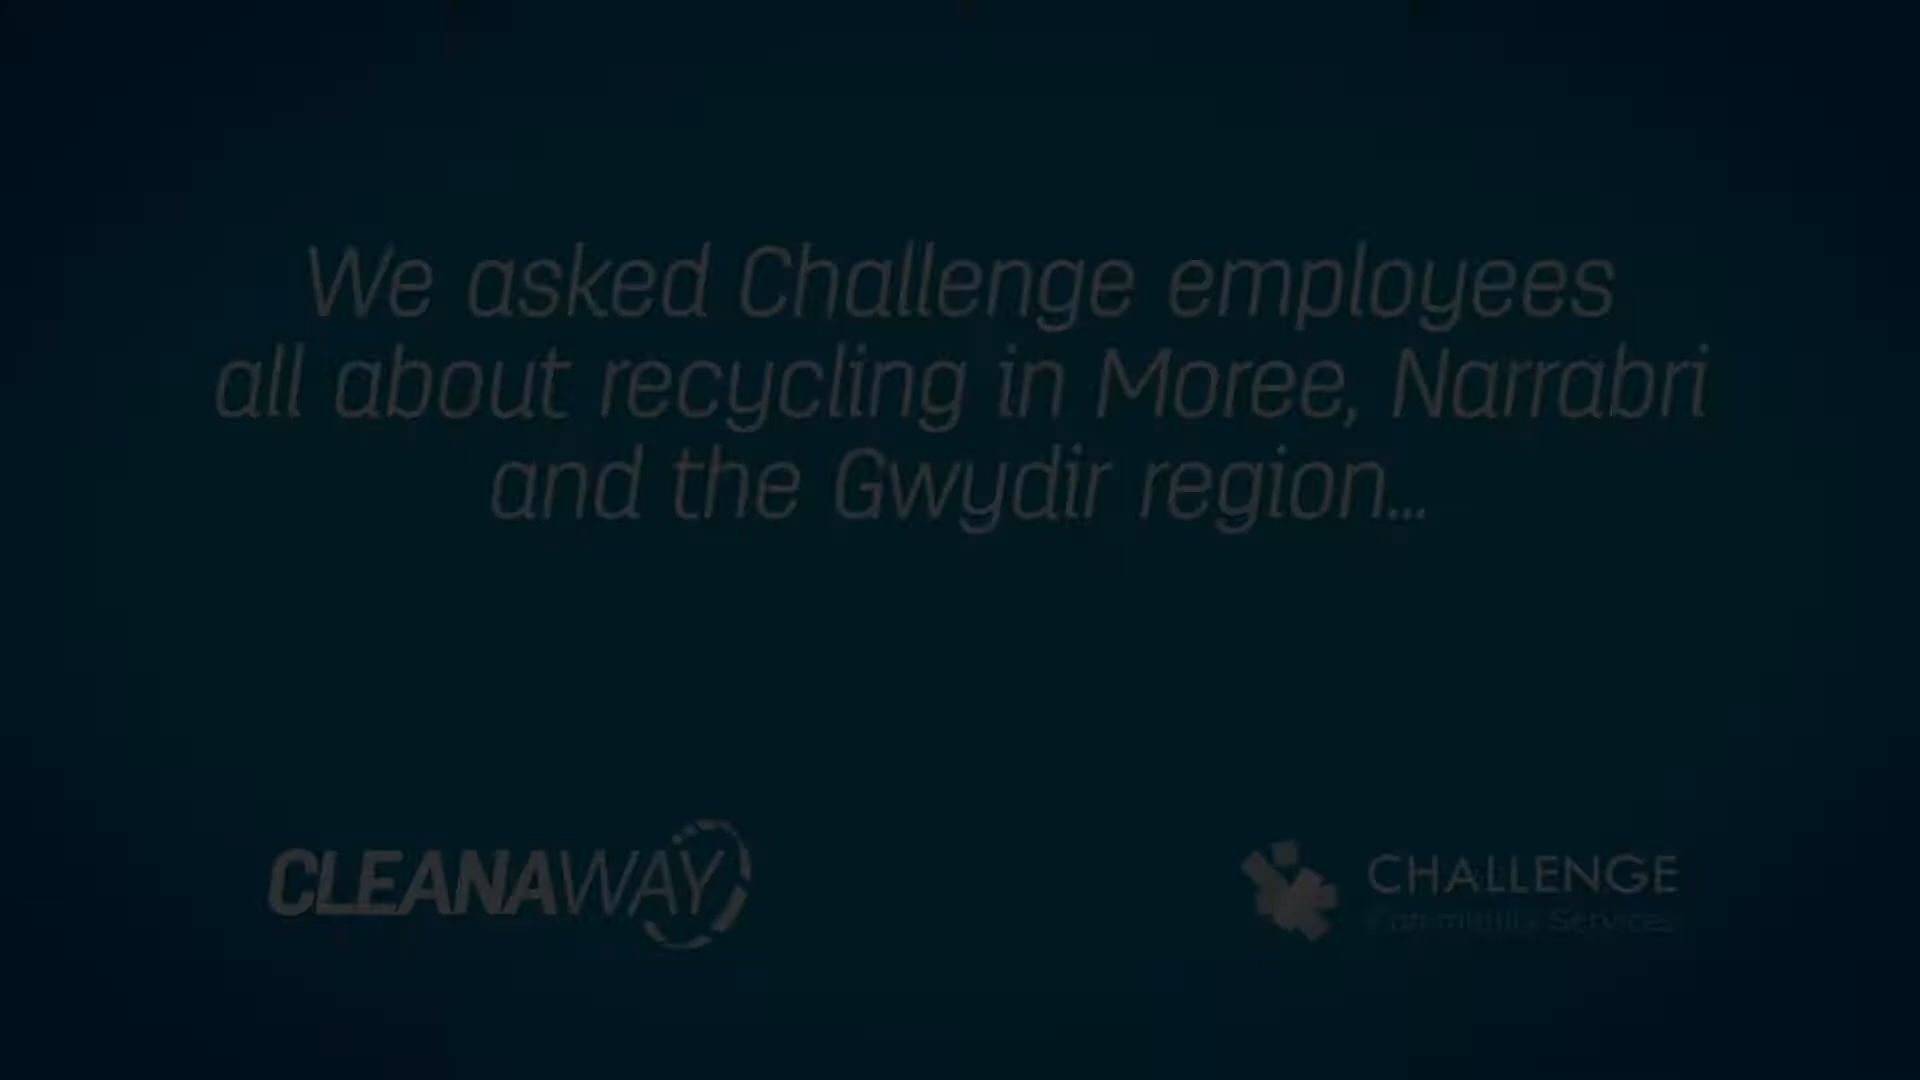 We asked Challenge employees
all about recycling in Moree, Narrabri
and the Gwydir region...
CLEANAWAY
CHALLENGE
Community Services